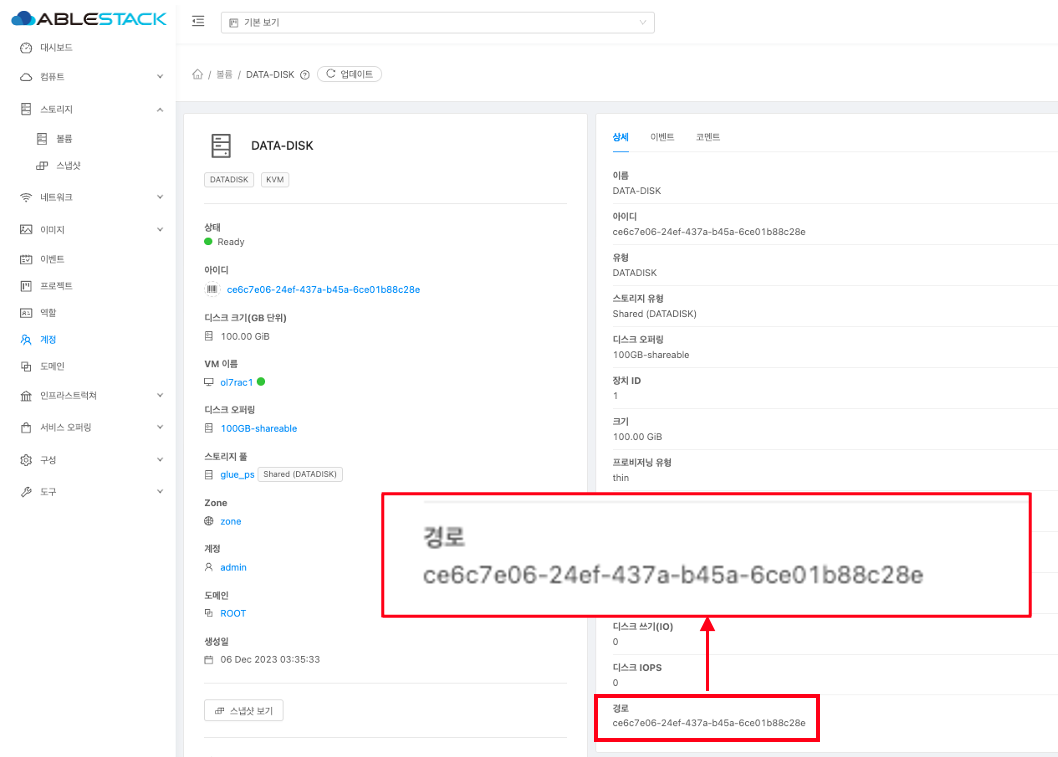 ABLESTACK
기본 보기
대시보드
컴퓨트
스토리지
볼륨
스냅샷
네트워크
이미지
이벤트
프로젝트
역할
계정
도메인
인프라스트럭쳐
서비스 오퍼링
구성
도구
/ 볼륨 / DATA-DISK 업데이트
DATA-DISK
DATADISK KVM
상태
Ready
아이디
ce6c7e06-24ef-437a-b45a-6ce01b88c28e
디스크 크기(GB 단위)
100.00 GiB
VM 이름
ol7rac1
디스크 오퍼링
100GB-shareable
스토리지 풀
glue_ps Shared (DATADISK)
Zone
zone
계정
admin
도메인
ROOT
생성일
06 Dec 2023 03:35:33
스냅샷 보기
상세 이벤트 코멘트
이름
DATA-DISK
아이디
ce6c7e06-24ef-437a-b45a-6ce01b88c28e
유형
DATADISK
스토리지 유형
Shared (DATADISK)
디스크 오퍼링
100GB-shareable
장치 ID
1
크기
100.00 GiB
프로비저닝 유형
thin
경로
ce6c7e06-24ef-437a-b45a-6ce01b88c28e
디스크 쓰기(IO)
0
디스크 IOPS
0
경로
ce6c7e06-24ef-437a-b45a-6ce01b88c28e